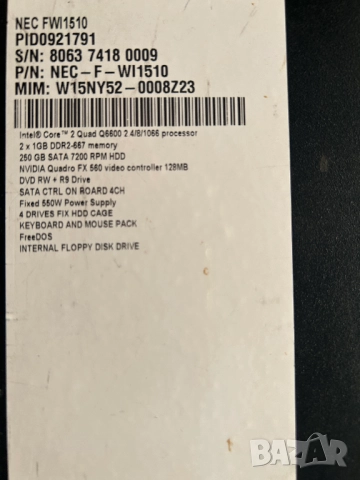 NEC FWI1510
PID0921791
S/N: 8063 7418 0009
P/N: NEC-F-WI1510
MIM: W15NY52-0008Z23
Intel® Core™ 2 Quad Q6600 2 4/8/1066 processor
2 x 1GB DDR2-667 memory
250 GB SATA 7200 RPM HDD
NVIDIA Quadro FX 560 video controller 128MB
DVD RW + R9 Drive
SATA CTRL ON BOARD 4CH
Fixed 550W Power Supply
4 DRIVES FIX HDD CAGE
KEYBOARD AND MOUSE PACK
FreeDOS
INTERNAL FLOPPY DISK DRIVE
BAZAR
bg